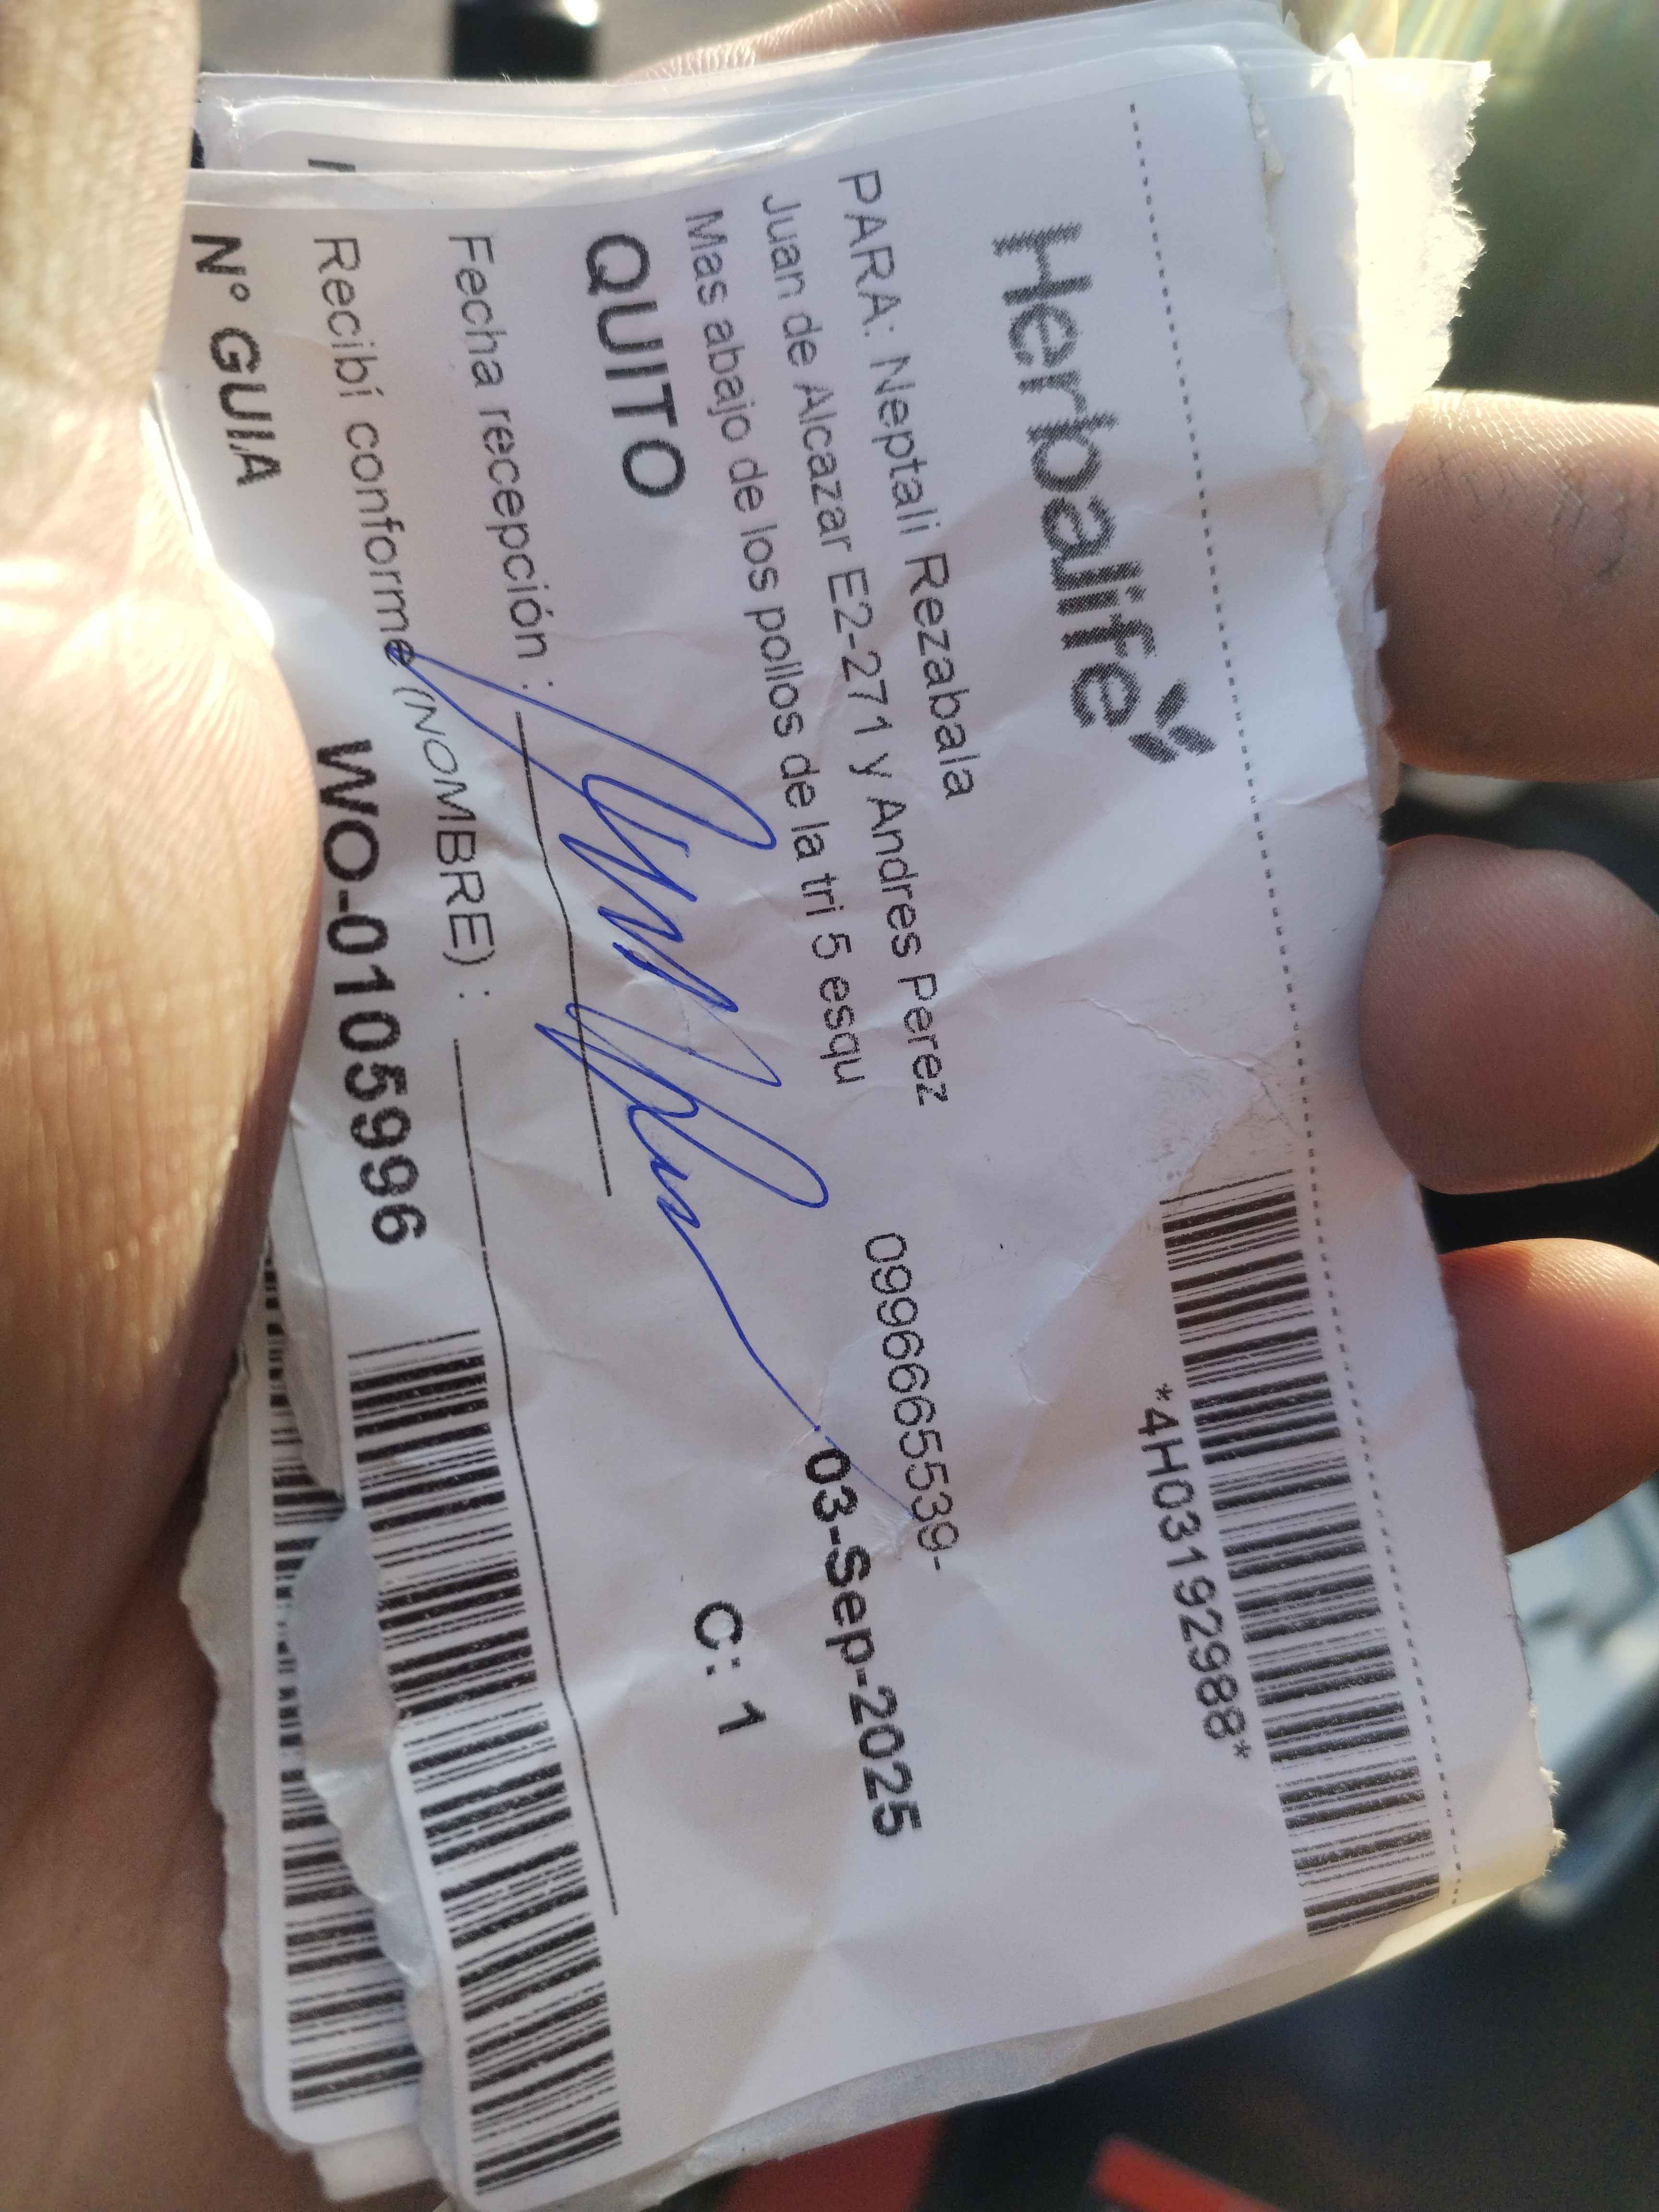 Herbalife
*4H03192988*
PARA: Neptali Rezabala
Juan de Alcazar E2-271 y Andres Perez
0996665539-
Mas abajo de los pollos de la tri 5 esqu
03-Sep-2025
QUITO
C: 1
Fecha recepción :
Recibí conforme (NOMBRE) :
N° GUIA
WO-0105996